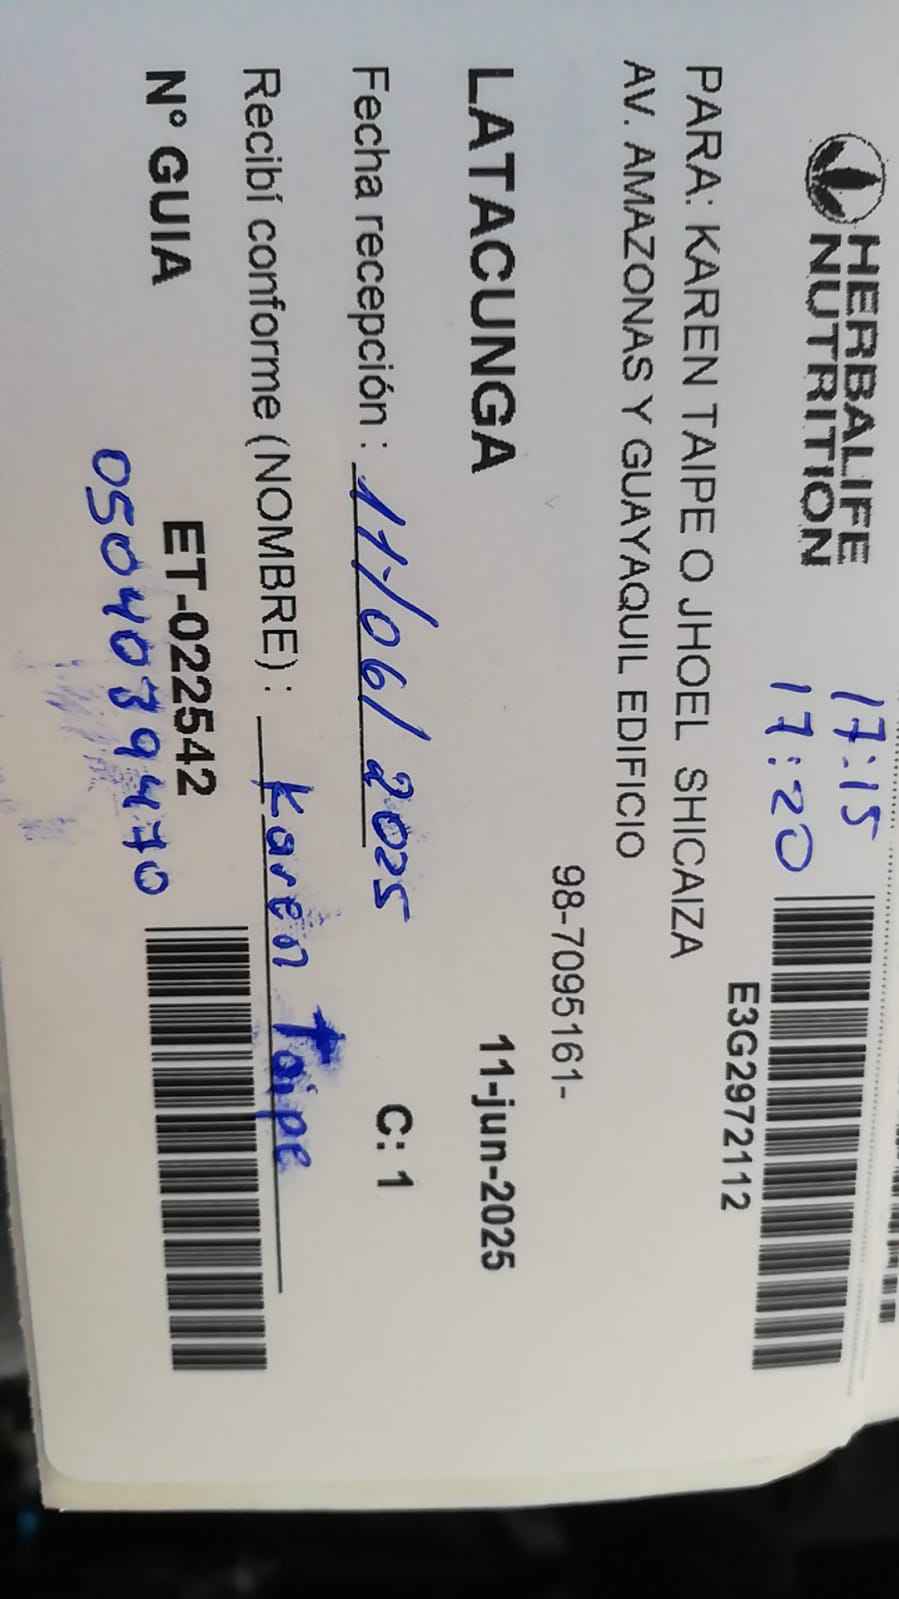 HERBALIFE
NUTRITION
17:15
17:20
E3G2972112
PARA: KAREN TAIPE O JHOEL SHICAIZA
AV. AMAZONAS Y GUAYAQUIL EDIFICIO
98-7095161-
LATACUNGA
11-jun-2025
Fecha recepción : 11/06/2025
C: 1
Recibí conforme (NOMBRE) : Karen Taipe
N° GUIA
ET-022542
0504039470